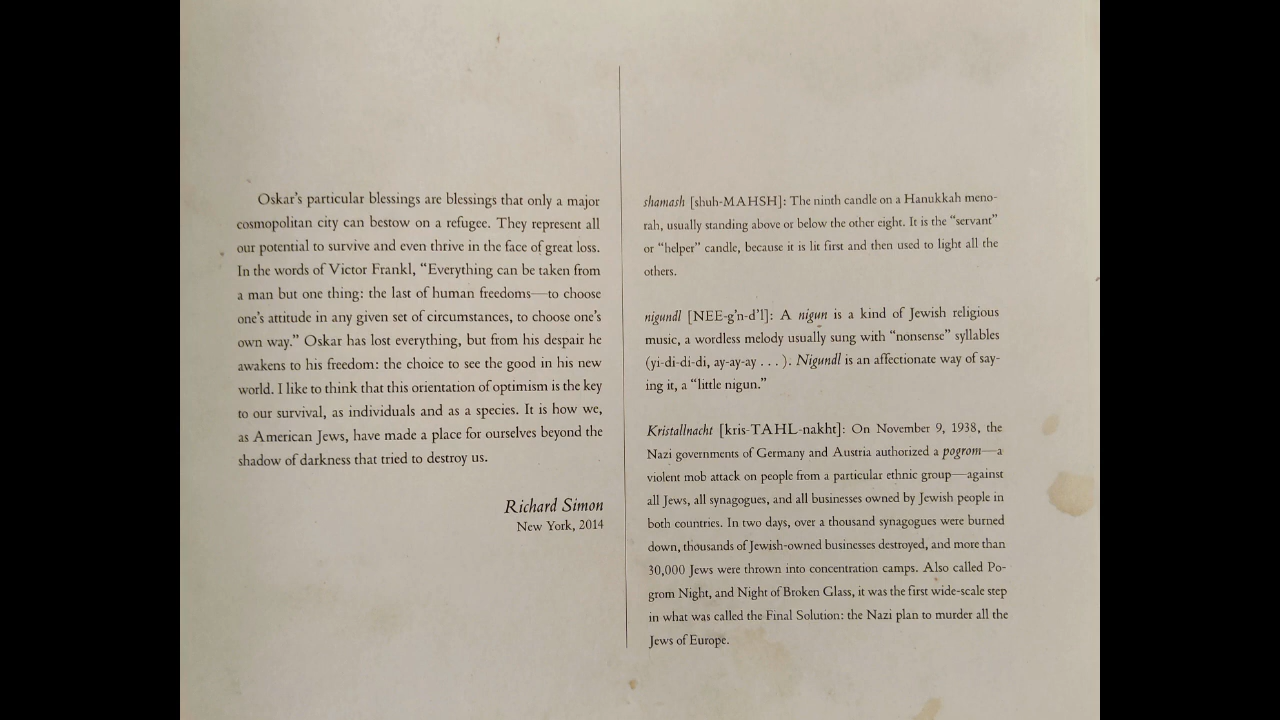 Oskar's particular blessings are blessings that only a major
cosmopolitan city can bestow on a refugee. They represent all
our potential to survive and even thrive in the face of great loss.
In the words of Victor Frankl, “Everything can be taken from
a man but one thing: the last of human freedoms—to choose
one's attitude in any given set of circumstances, to choose one's
own way.” Oskar has lost everything, but from his despair he
awakens to his freedom: the choice to see the good in his new
world. I like to think that this orientation of optimism is the key
to our survival, as individuals and as a species. It is how we,
as American Jews, have made a place for ourselves beyond the
shadow of darkness that tried to destroy us.
Richard Simon
New York, 2014
shamash [shuh-MAHSH]: The ninth candle on a Hanukkah meno-
rah, usually standing above or below the other eight. It is the “servant”
or “helper” candle, because it is lit first and then used to light all the
others.
nigundl [NEE-g'n-d'l]: A nigun is a kind of Jewish religious
music, a wordless melody usually sung with “nonsense” syllables
(yi-di-di-di, ay-ay-ay . . . ). Nigundl is an affectionate way of say-
ing it, a “little nigun.”
Kristallnacht [kris-TAHL-nakht]: On November 9, 1938, the
Nazi governments of Germany and Austria authorized a pogrom—a
violent mob attack on people from a particular ethnic group—against
all Jews, all synagogues, and all businesses owned by Jewish people in
both countries. In two days, over a thousand synagogues were burned
down, thousands of Jewish-owned businesses destroyed, and more than
30,000 Jews were thrown into concentration camps. Also called Po-
grom Night, and Night of Broken Glass, it was the first wide-scale step
in what was called the Final Solution: the Nazi plan to murder all the
Jews of Europe.